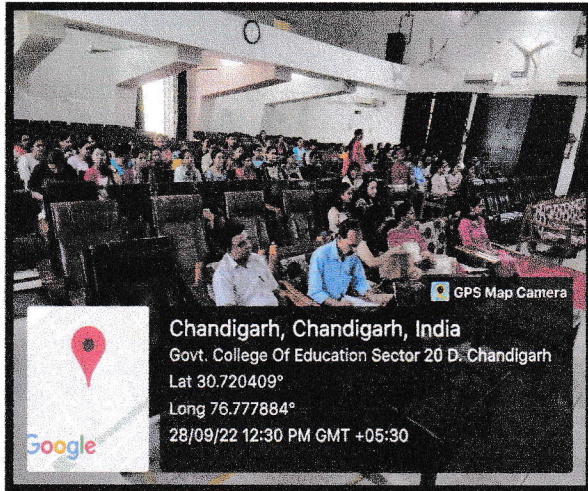 GPS Map Camera
Chandigarh, Chandigarh, India
Govt. College Of Education Sector 20 D. Chandigarh
Lat 30.720409°
Long 76.777884°
28/09/22 12:30 PM GMT +05:30
Google